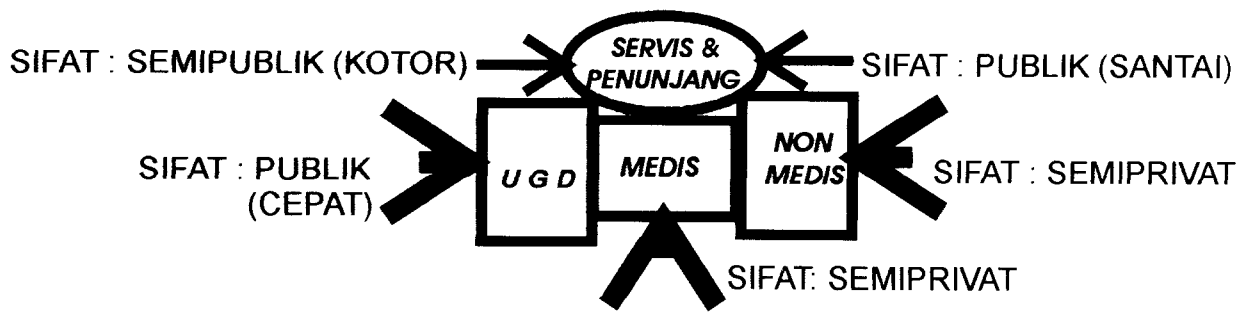 SERVIS &
PENUNJANG
SIFAT : SEMIPUBLIK (KOTOR)
SIFAT : PUBLIK (SANTAI)
SIFAT : PUBLIK
(CEPAT)
U G D
MEDIS
NON
MEDIS
SIFAT : SEMIPRIVAT
SIFAT: SEMIPRIVAT